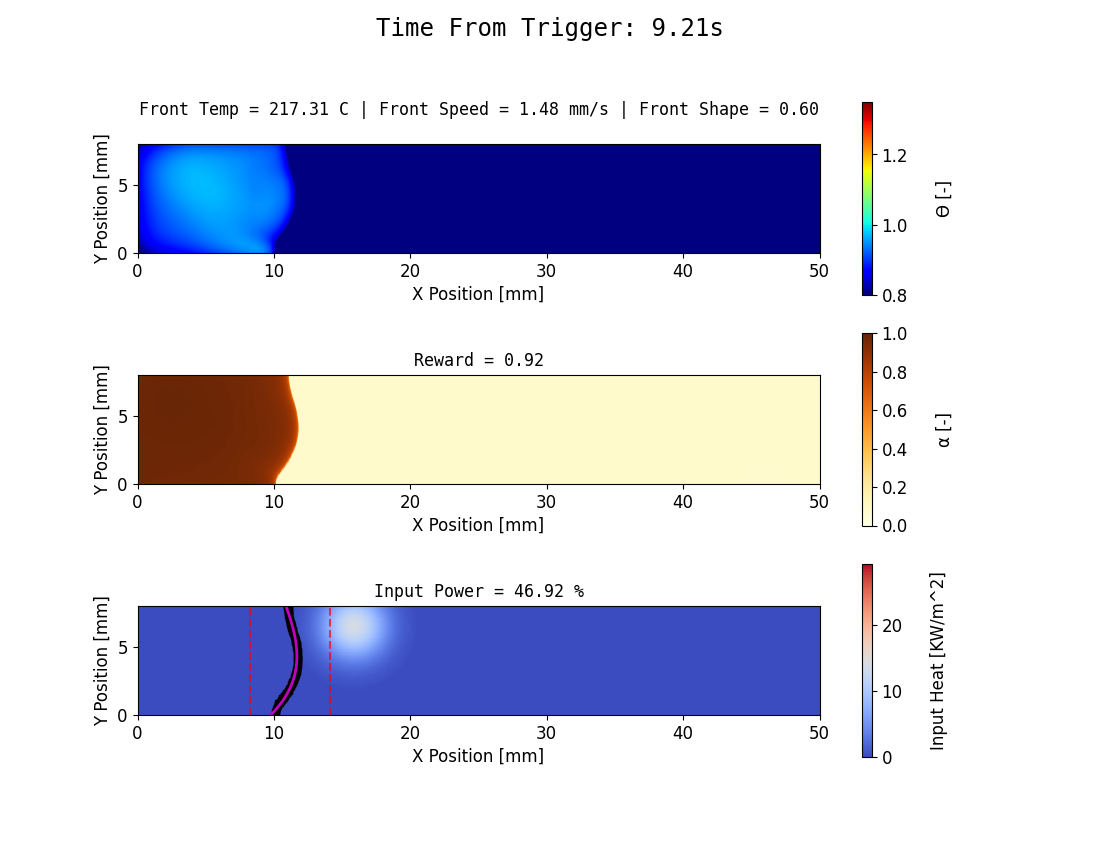 Time From Trigger: 9.21s
Front Temp = 217.31 C | Front Speed = 1.48 mm/s | Front Shape = 0.60
Y Position [mm]
5
0
0 10 20 30 40 50
X Position [mm]
1.2
1.0
0.8
Θ [-]
Reward = 0.92
Y Position [mm]
5
0
0 10 20 30 40 50
X Position [mm]
1.0
0.8
0.6
0.4
0.2
0.0
α [-]
Input Power = 46.92 %
Y Position [mm]
5
0
0 10 20 30 40 50
X Position [mm]
20
10
0
Input Heat [KW/m^2]